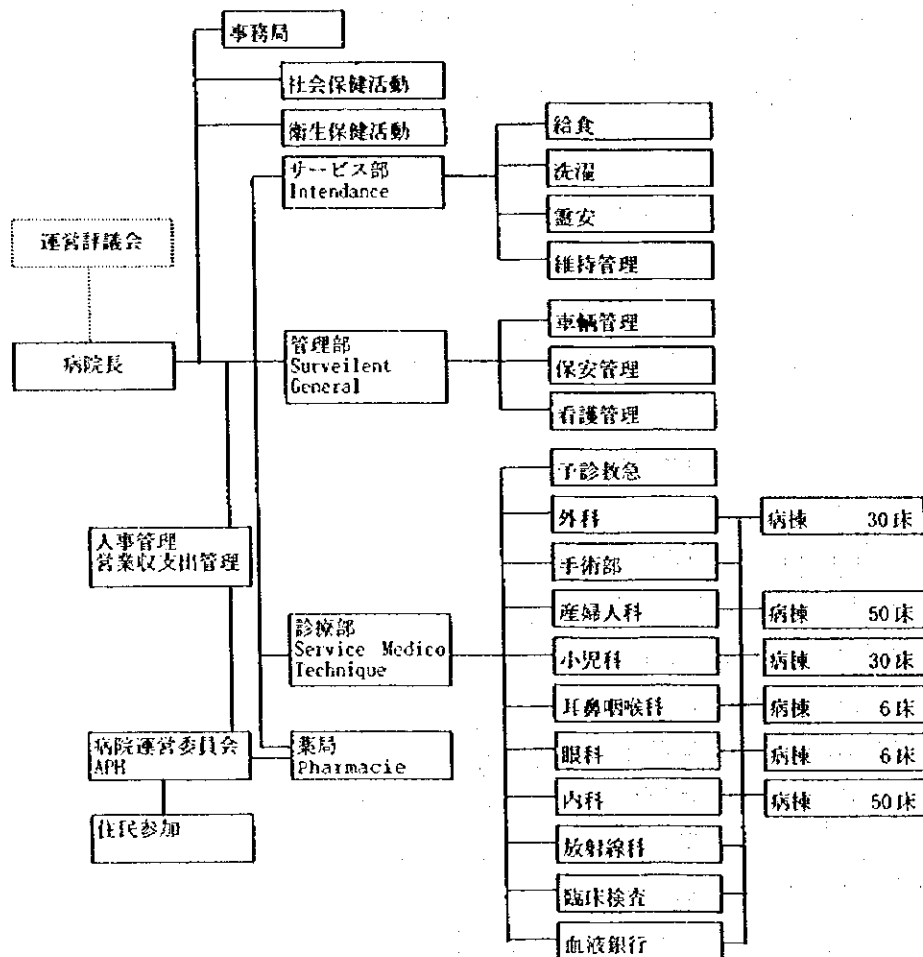 事務局
社会保健活動
衛生保健活動
サービス部
Intendance
給食
洗濯
霊安
維持管理
運営評議会
病院長
管理部
Surveilent
General
車輌管理
保安管理
看護管理
人事管理
営業収支出管理
診療部
Service Medico
Technique
予診救急
外科
病棟 30床
手術部
産婦人科
病棟 50床
小児科
病棟 30床
耳鼻咽喉科
病棟 6床
眼科
病棟 6床
内科
病棟 50床
放射線科
臨床検査
血液銀行
病院運営委員会
APH
薬局
Pharmacie
住民参加